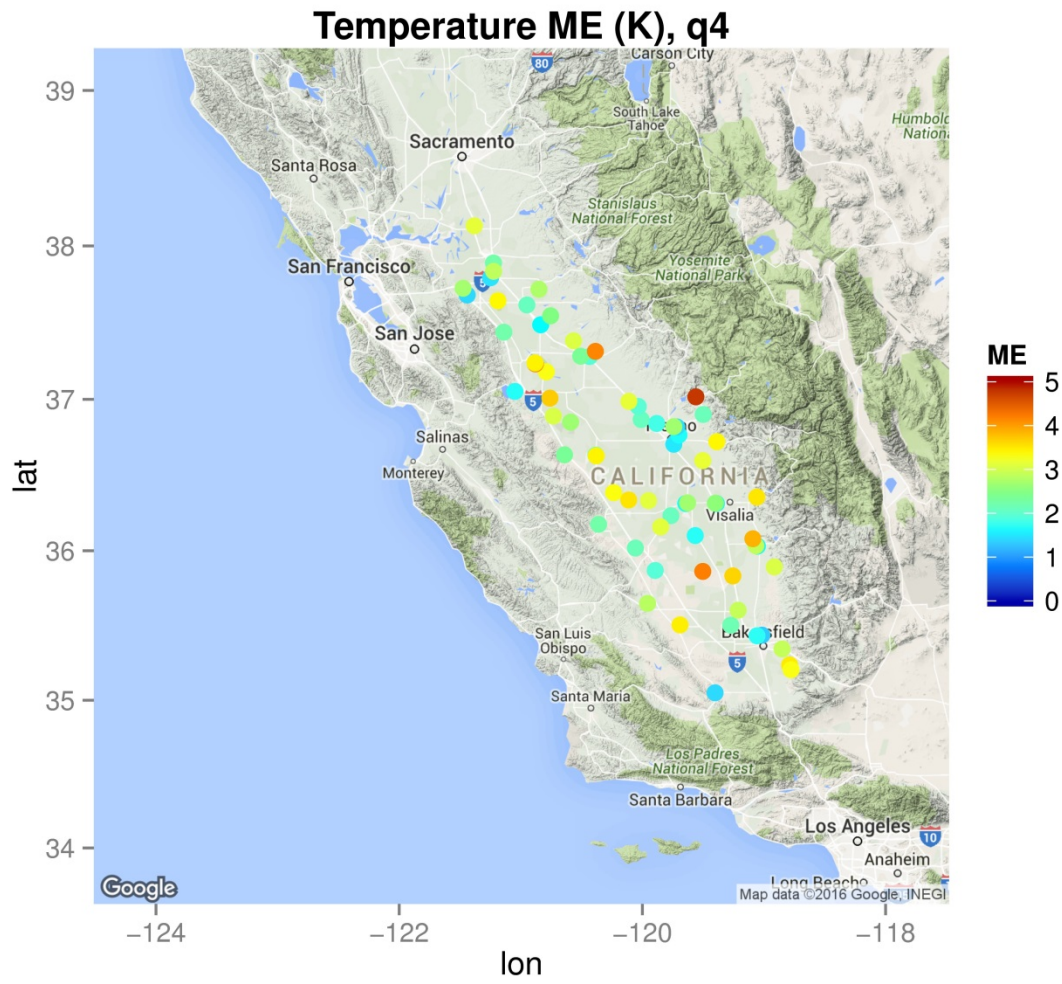 Temperature ME (K), q4
39
38
37
36
35
34
lat
−124
−122
−120
−118
lon
ME
5
4
3
2
1
0
80
Carson City
South Lake
Tahoe
Humbol
Nation
Sacramento
Santa Rosa
Stanislaus
National Forest
San Francisco
5
Yosemite
National Park
San Jose
5
Salinas
Monterey
CALIFORNIA
Visalia
San Luis
Obispo
Bakersfield
5
Santa Maria
Los Padres
National Forest
Santa Barbara
Los Angeles
10
Anaheim
Long Beach
Google
Map data ©2016 Google, INEGI